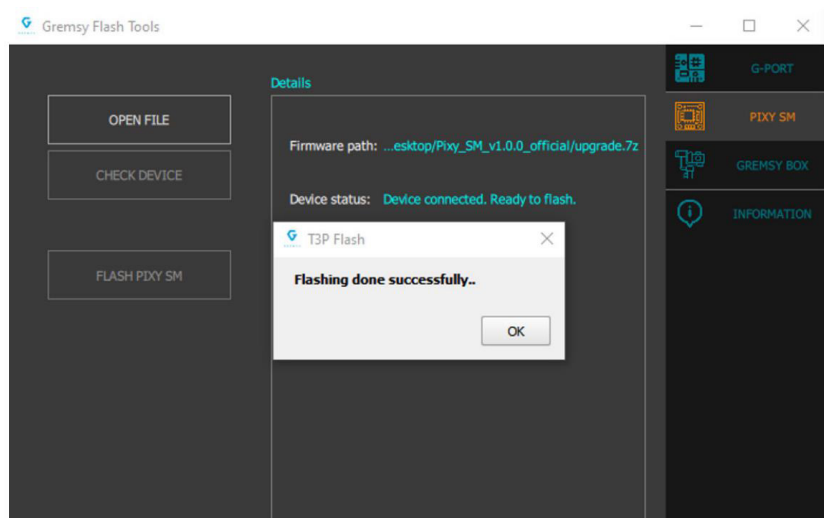 Gremsy Flash Tools
OPEN FILE
CHECK DEVICE
FLASH PIXY SM
Details
Firmware path: ...esktop/Pixy_SM_v1.0.0_official/upgrade.7z
Device status: Device connected. Ready to flash.
T3P Flash
Flashing done successfully..
OK
G-PORT
PIXY SM
GREMSY BOX
INFORMATION